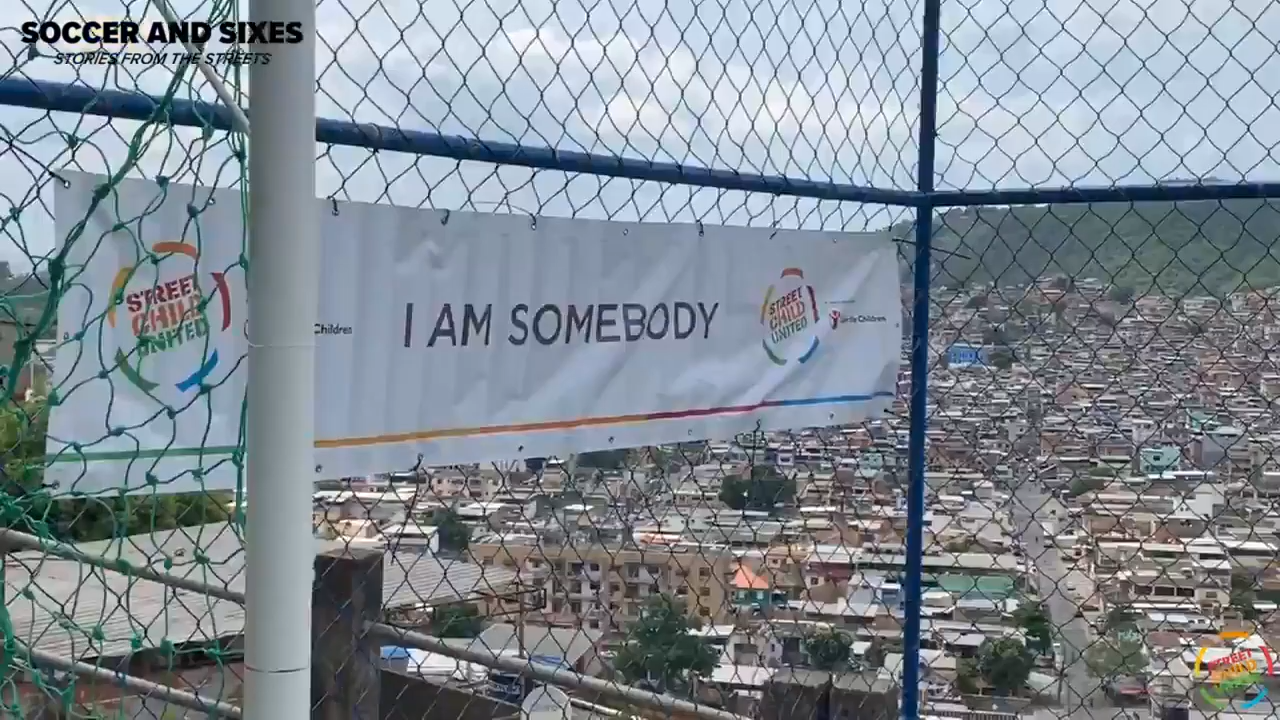 SOCCER AND SIXES
STORIES FROM THE STREETS
STREET
CHILD
UNITED
Children
I AM SOMEBODY
STREET
CHILD
UNITED
Save the Children
STREET
CHILD
UNITED